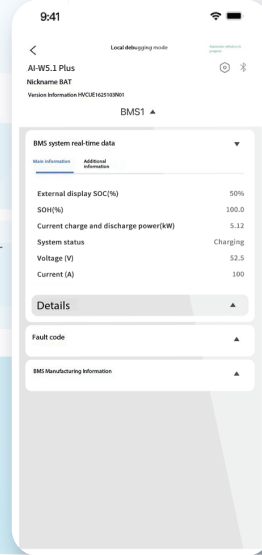 9:41
Local debugging mode
AI-W5.1 Plus
Nickname BAT
Version Information HVCUE1625103N01
BMS1 ▲
BMS system real-time data ▼
Main information Additional
information
External display SOC(%) 50%
SOH(%) 100.0
Current charge and discharge power(kW) 5.12
System status Charging
Voltage (V) 52.5
Current (A) 100
Details ▲
Fault code ▲
BMS Manufacturing Information ▲